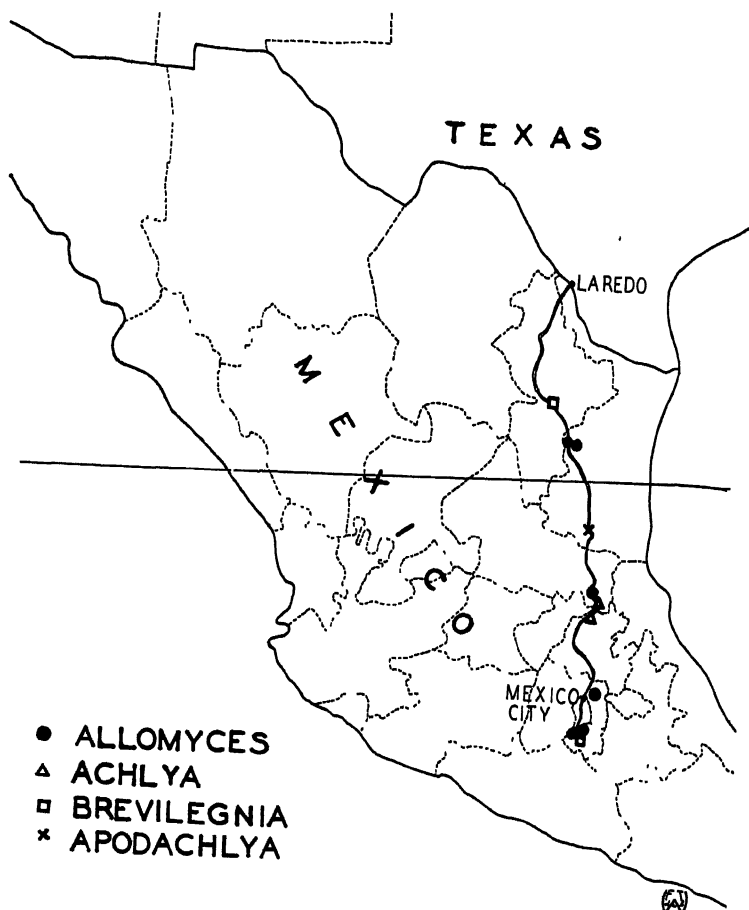 TEXAS
LAREDO
MEXICO
MEXICO
CITY
ALLOMYCES
ACHLYA
BREVILEGNIA
APODACHLYA